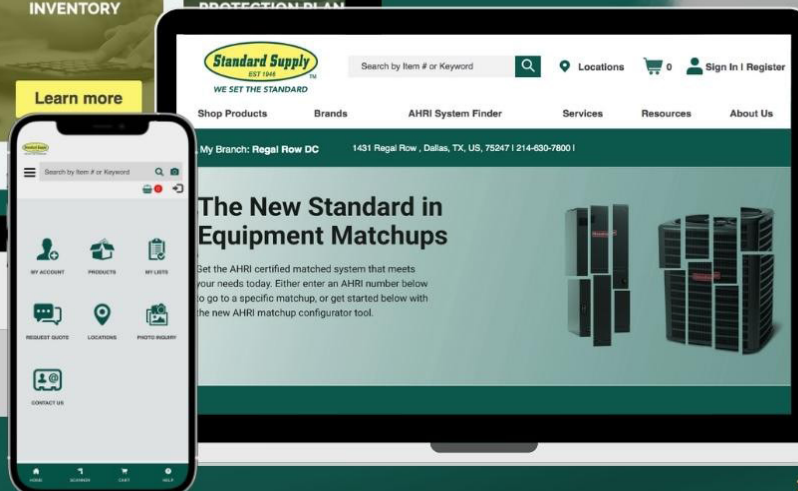 INVENTORY
PROTECTION PLAN
Learn more
Standard Supply
EST 1946
TM
WE SET THE STANDARD
Search by Item # or Keyword
Locations
0
Sign In | Register
Shop Products
Brands
AHRI System Finder
Services
Resources
About Us
My Branch: Regal Row DC
1431 Regal Row , Dallas, TX, US, 75247 | 214-630-7800 |
The New Standard in
Equipment Matchups
Get the AHRI certified matched system that meets
your needs today. Either enter an AHRI number below
to go to a specific matchup, or get started below with
the new AHRI matchup configurator tool.
Standard Supply
Search by Item # or Keyword
MY ACCOUNT
PRODUCTS
MY LISTS
REQUEST QUOTE
LOCATIONS
PHOTO INQUIRY
CONTACT US
HOME
SCANNER
CART
HELP